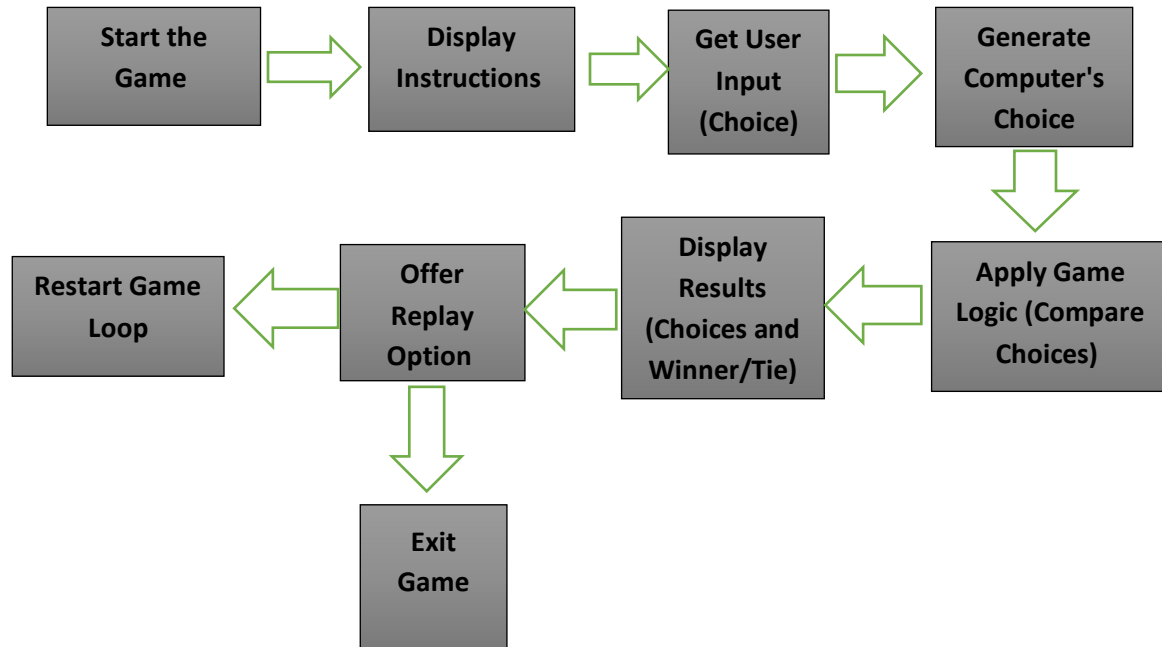 Start the
Game
Display
Instructions
Get User
Input
(Choice)
Generate
Computer's
Choice
Restart Game
Loop
Offer
Replay
Option
Display
Results
(Choices and
Winner/Tie)
Apply Game
Logic (Compare
Choices)
Exit
Game